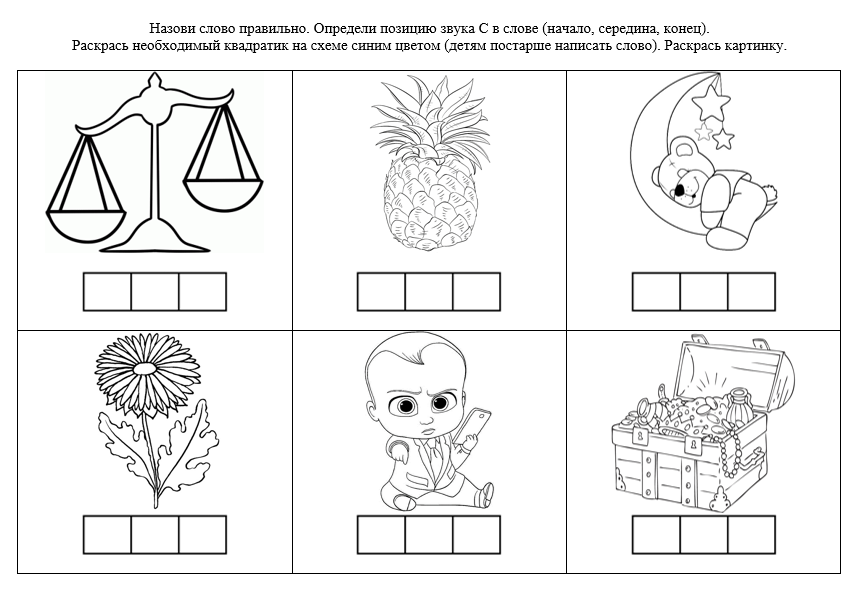 Назови слово правильно. Определи позицию звука С в слове (начало, середина, конец).
Раскрась необходимый квадратик на схеме синим цветом (детям постарше написать слово). Раскрась картинку.